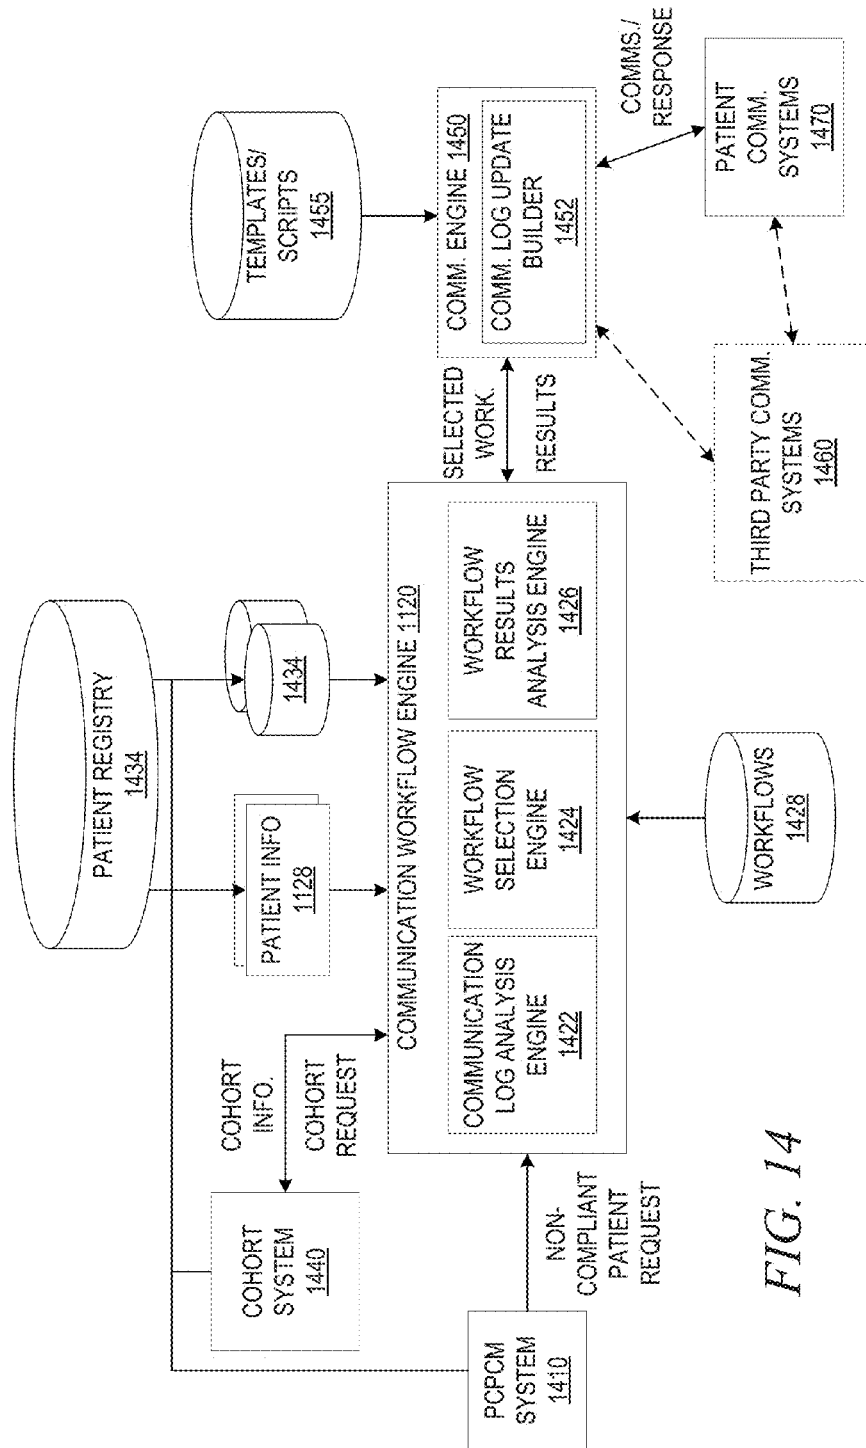 PATIENT REGISTRY
1434
TEMPLATES/
SCRIPTS
1455
COHORT
SYSTEM
1440
COHORT
INFO.
COHORT
REQUEST
PATIENT INFO
1128
1434
PCPCM
SYSTEM
1410
NON-
COMPLIANT
PATIENT
REQUEST
COMMUNICATION WORKFLOW ENGINE 1120
COMMUNICATION
LOG ANALYSIS
ENGINE
1422
WORKFLOW
SELECTION
ENGINE
1424
WORKFLOW
RESULTS
ANALYSIS ENGINE
1426
SELECTED
WORK.
RESULTS
COMM. ENGINE 1450
COMM. LOG UPDATE
BUILDER
1452
COMMS./
RESPONSE
WORKFLOWS
1428
THIRD PARTY COMM.
SYSTEMS
1460
PATIENT
COMM.
SYSTEMS
1470
FIG. 14